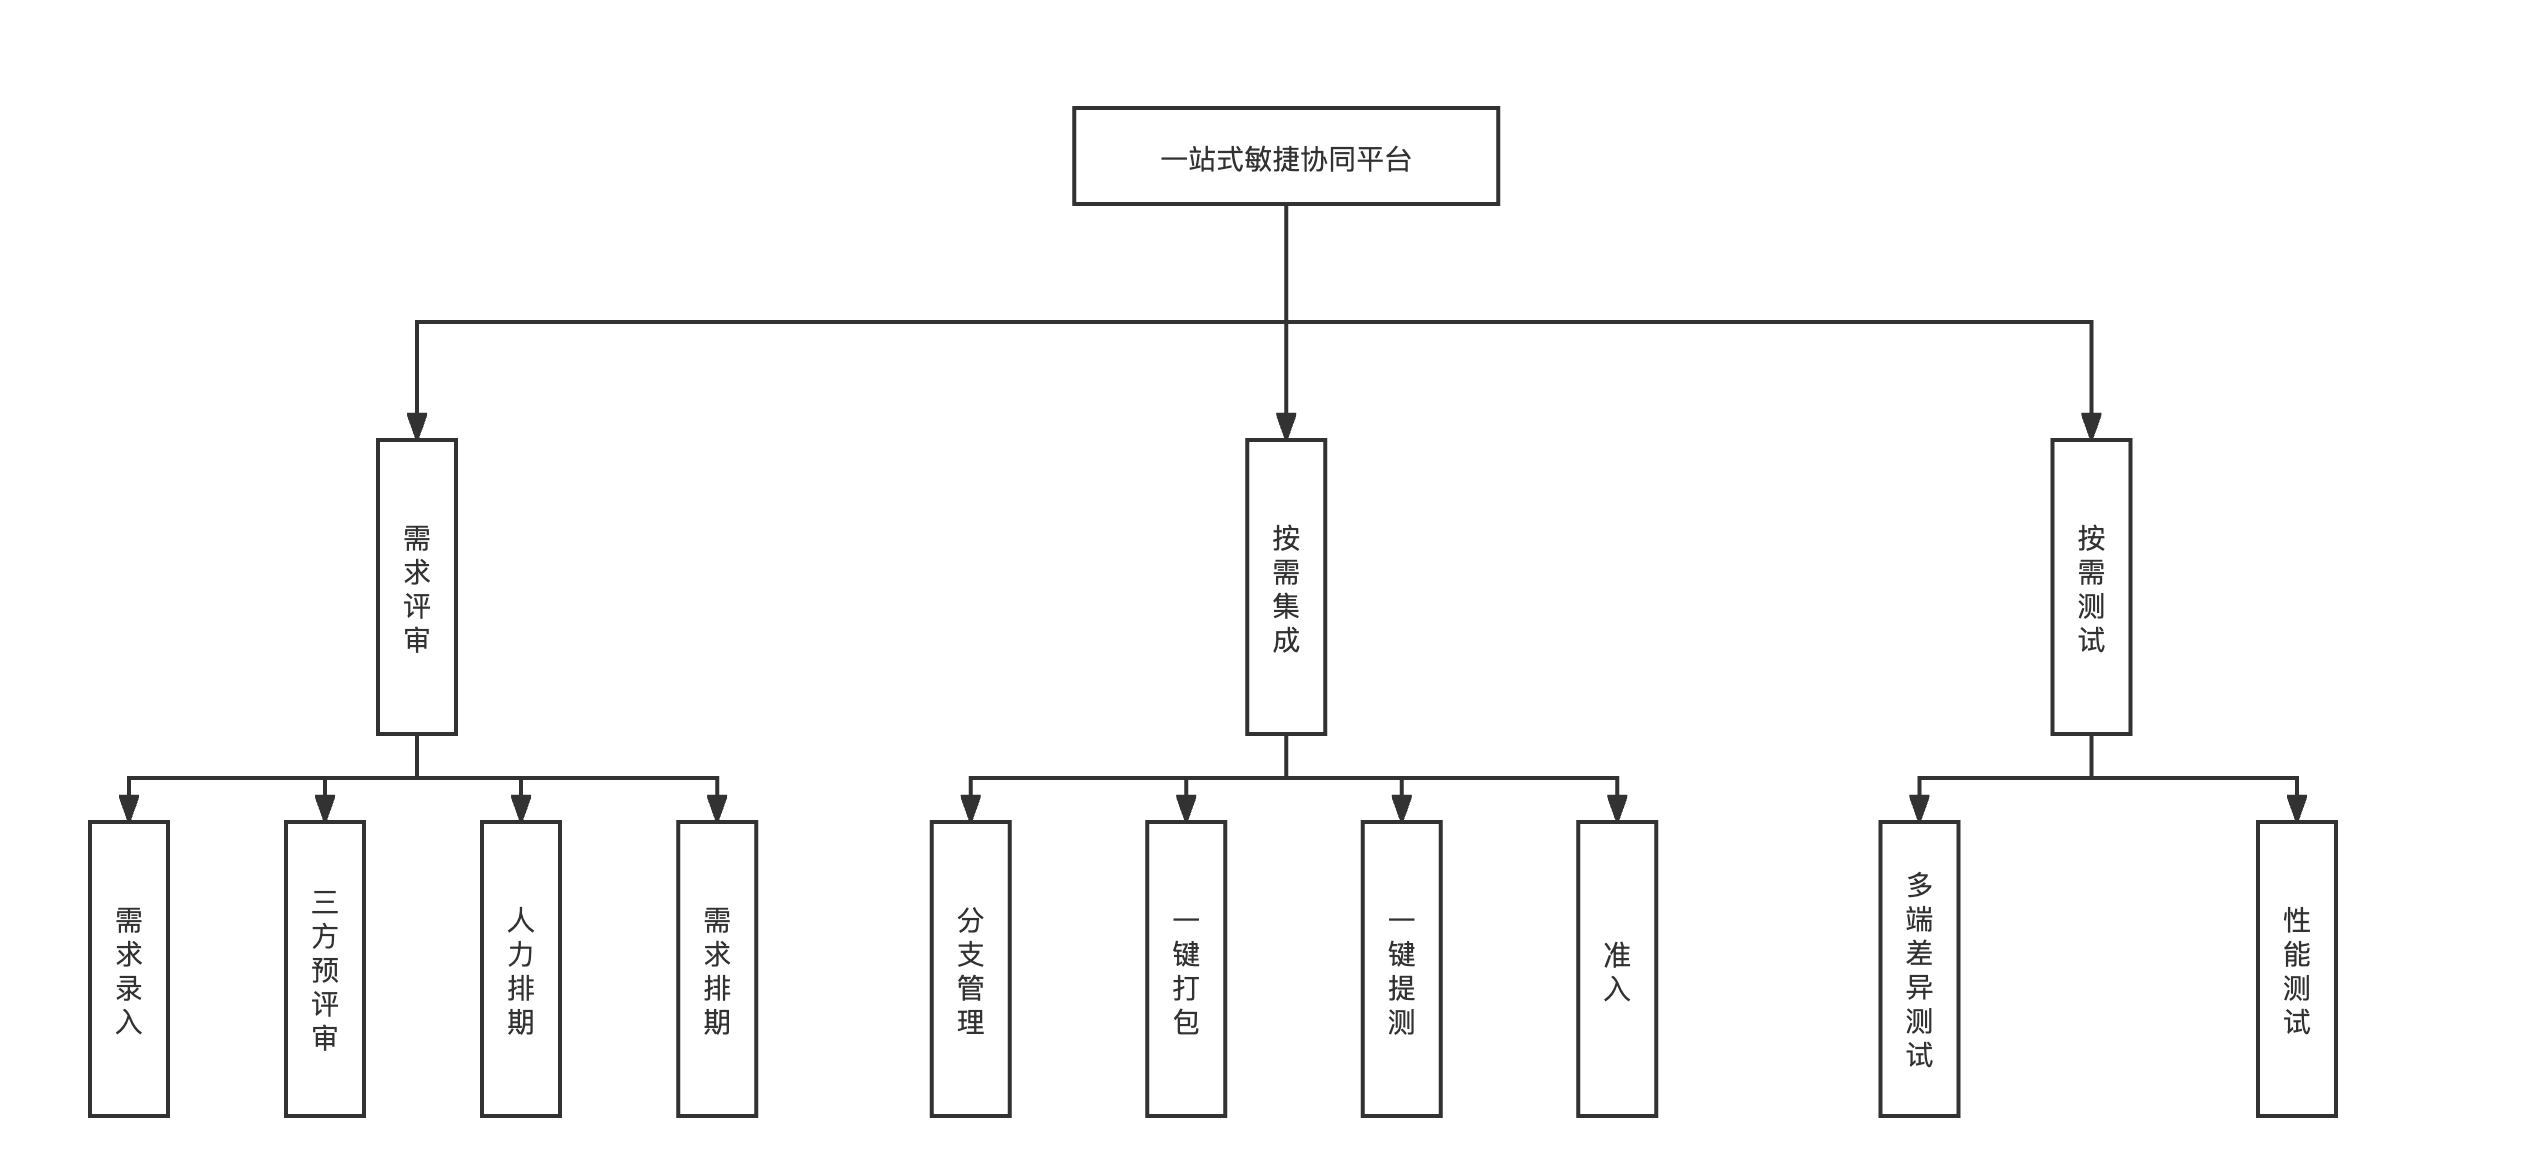 一站式敏捷协同平台
需求评审
按需集成
按需测试
需求录入
三方预评审
人力排期
需求排期
分支管理
一键打包
一键提测
准入
多端差异测试
性能测试